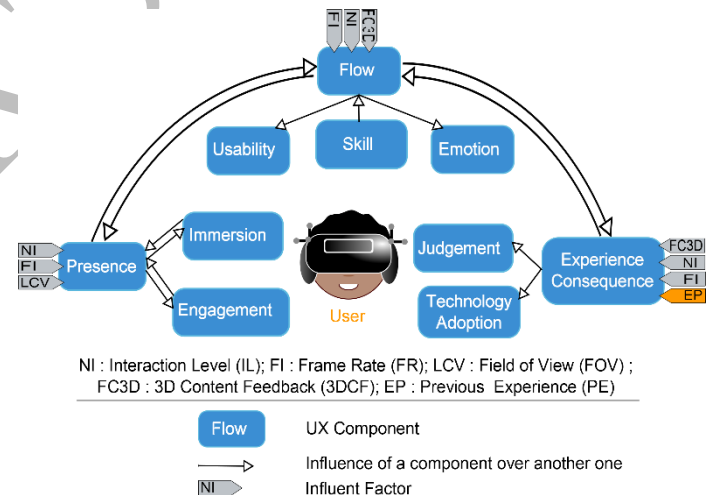 FI NI FC3D
Flow
Usability
Skill
Emotion
Immersion
Judgement
NI
FI
LCV
Presence
Experience
Consequence
FC3D
NI
FI
EP
Engagement
Technology
Adoption
User
NI : Interaction Level (IL); FI : Frame Rate (FR); LCV : Field of View (FOV) ;
FC3D : 3D Content Feedback (3DCF); EP : Previous Experience (PE)
Flow UX Component
Influence of a component over another one
NI Influent Factor